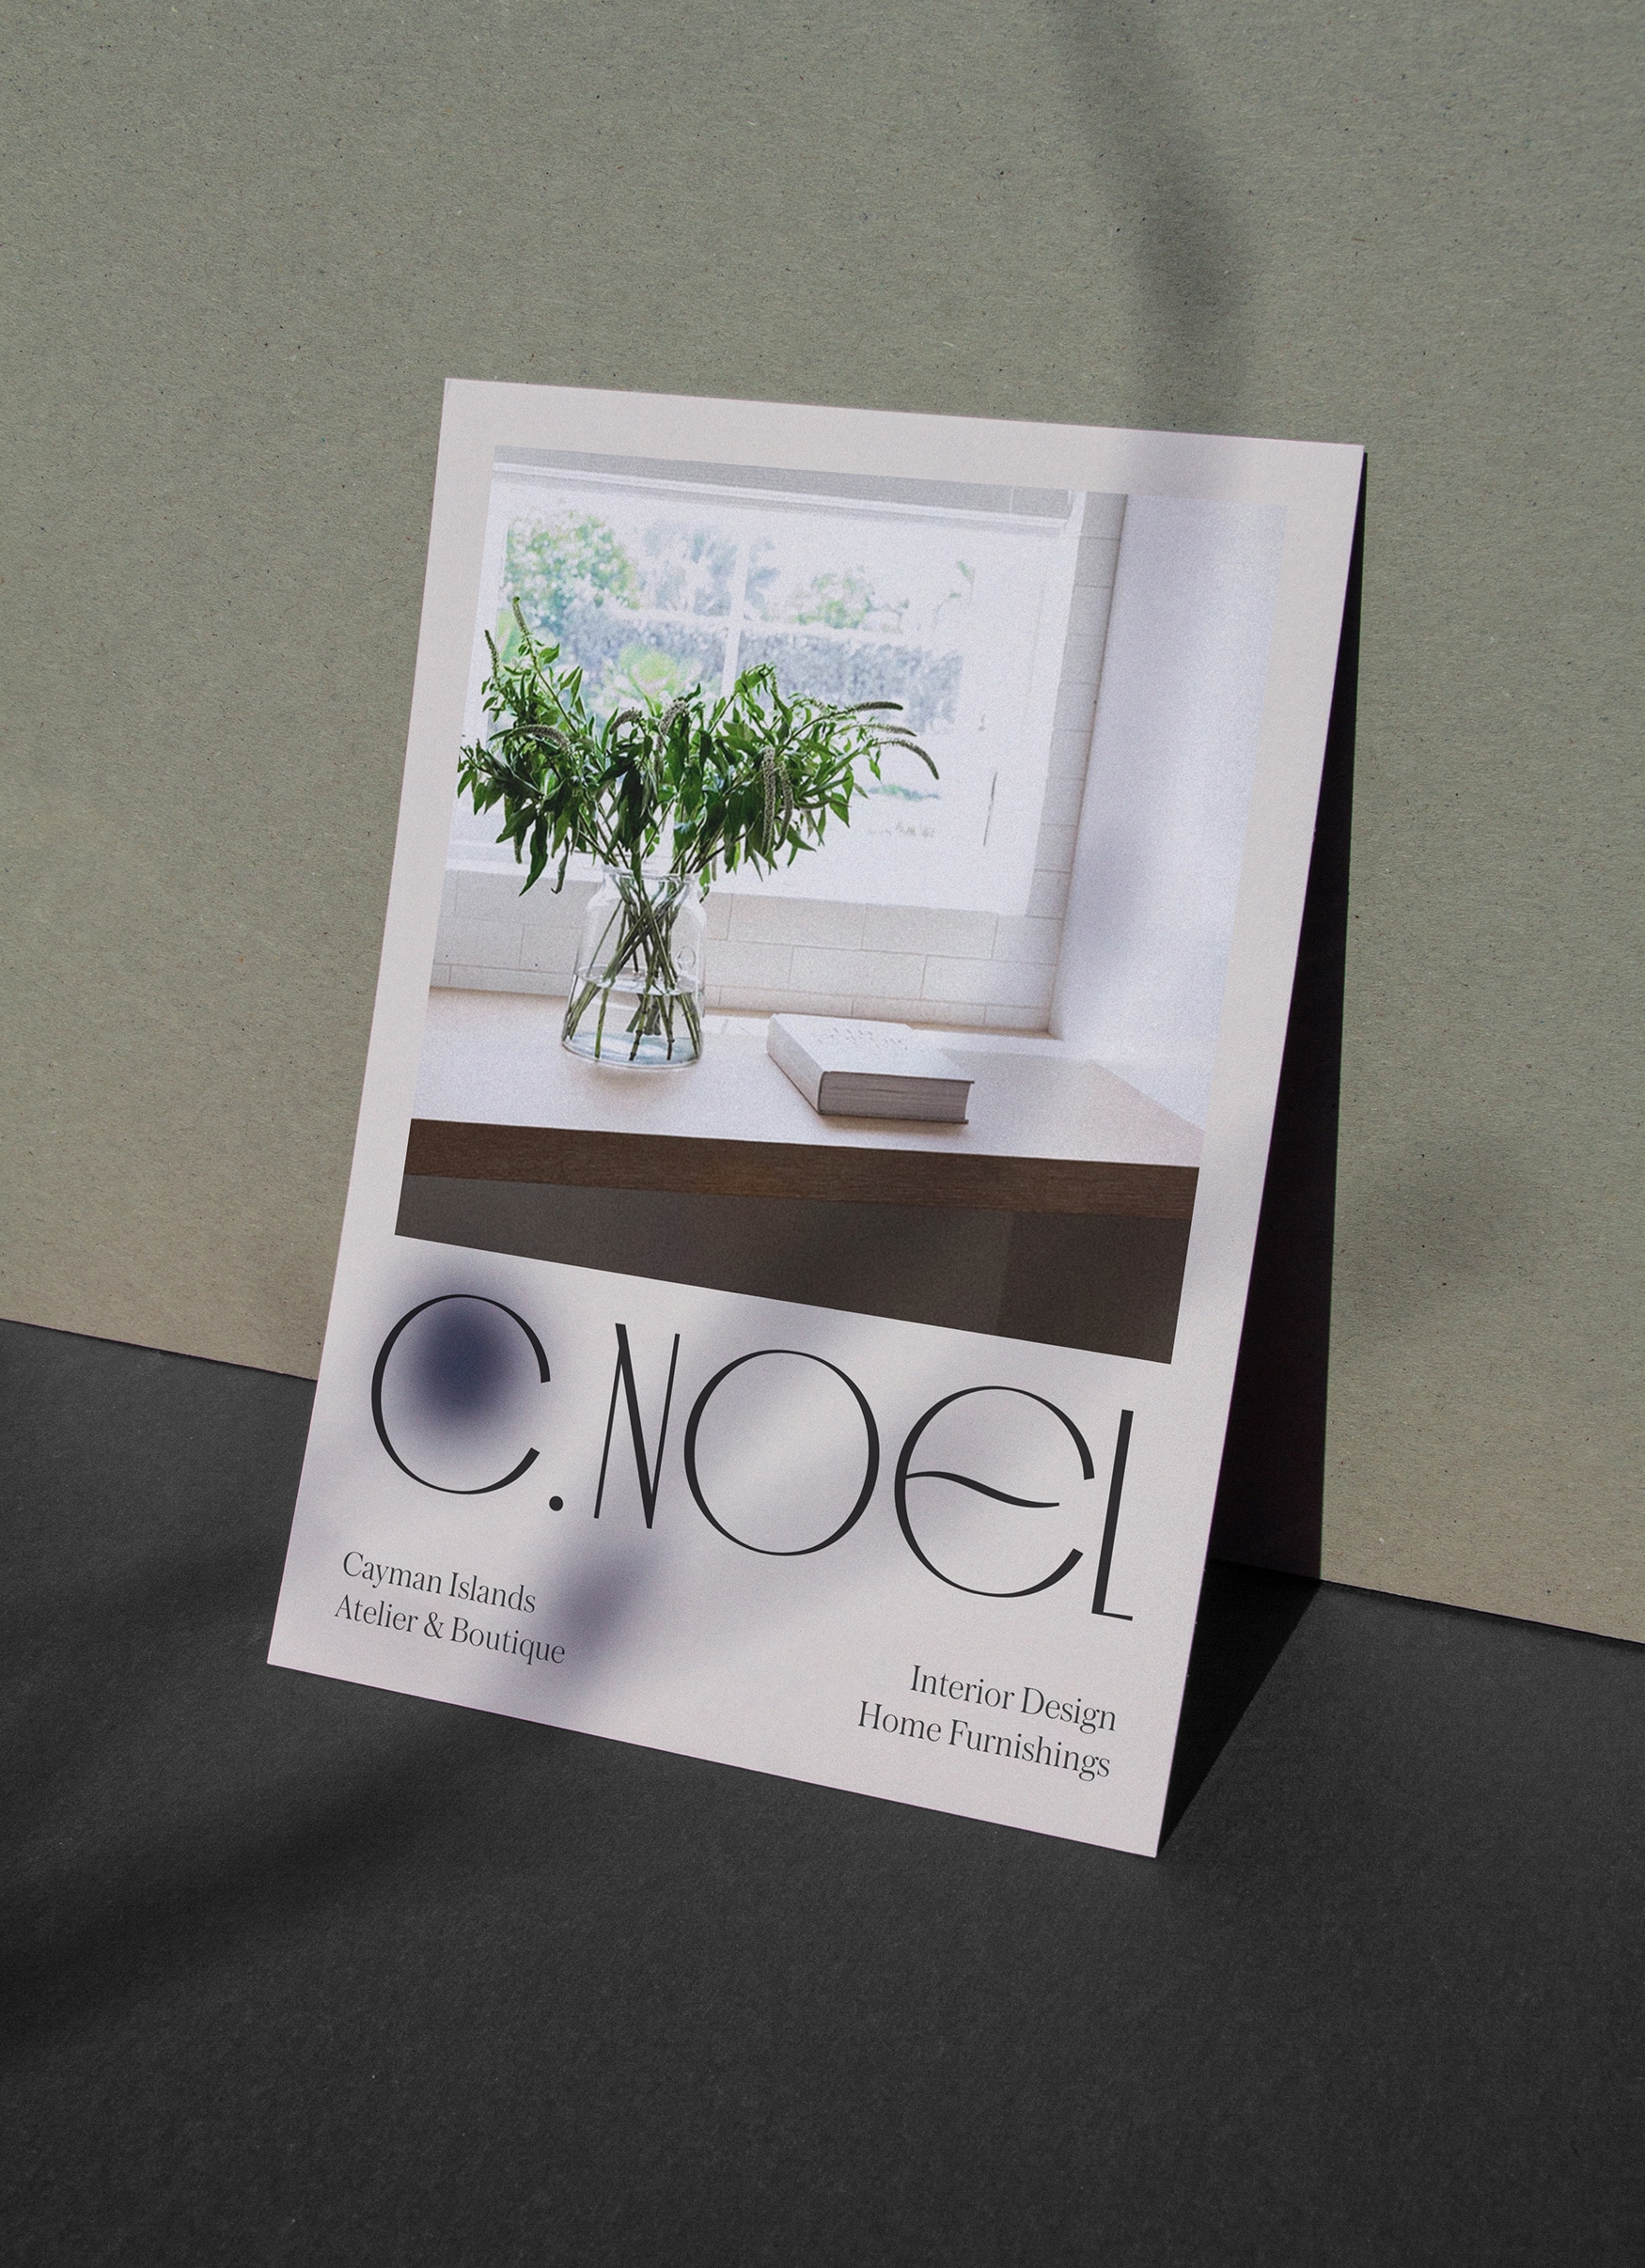 C.NOEL
Cayman Islands
Atelier & Boutique
Interior Design
Home Furnishings